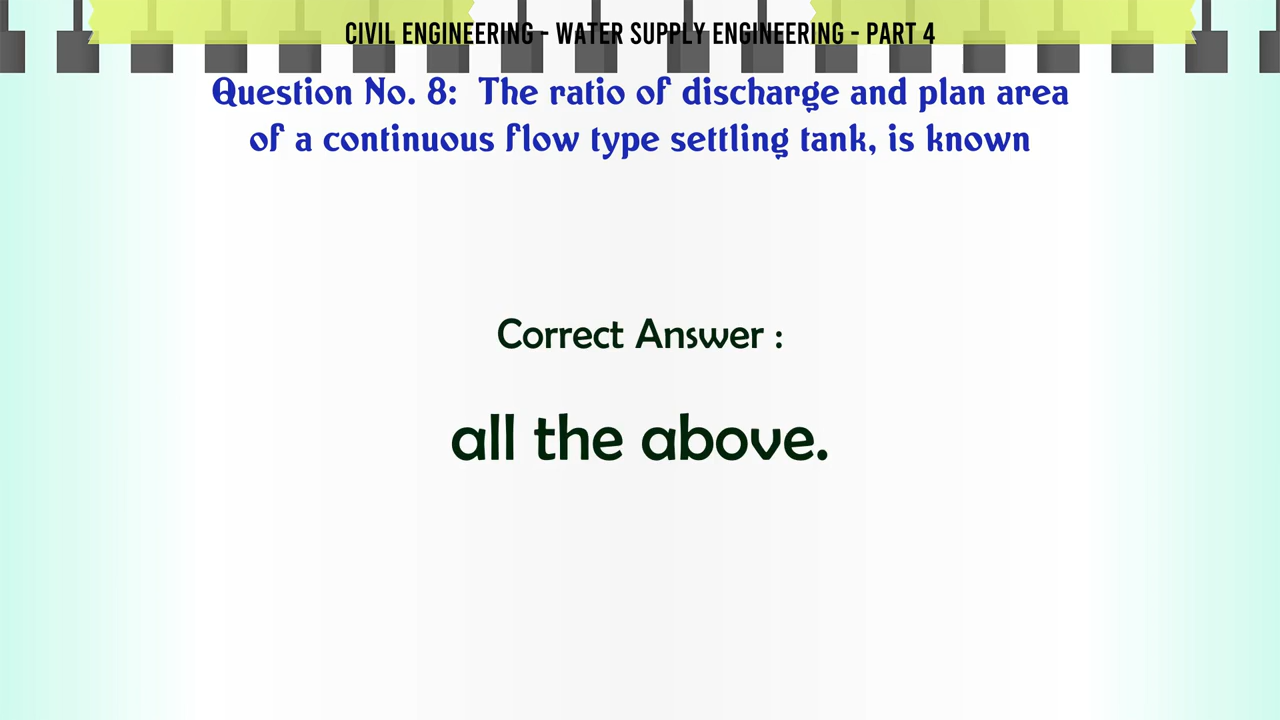 CIVIL ENGINEERING - WATER SUPPLY ENGINEERING - PART 4
Question No. 8: The ratio of discharge and plan area
of a continuous flow type settling tank, is known
Correct Answer :
all the above.